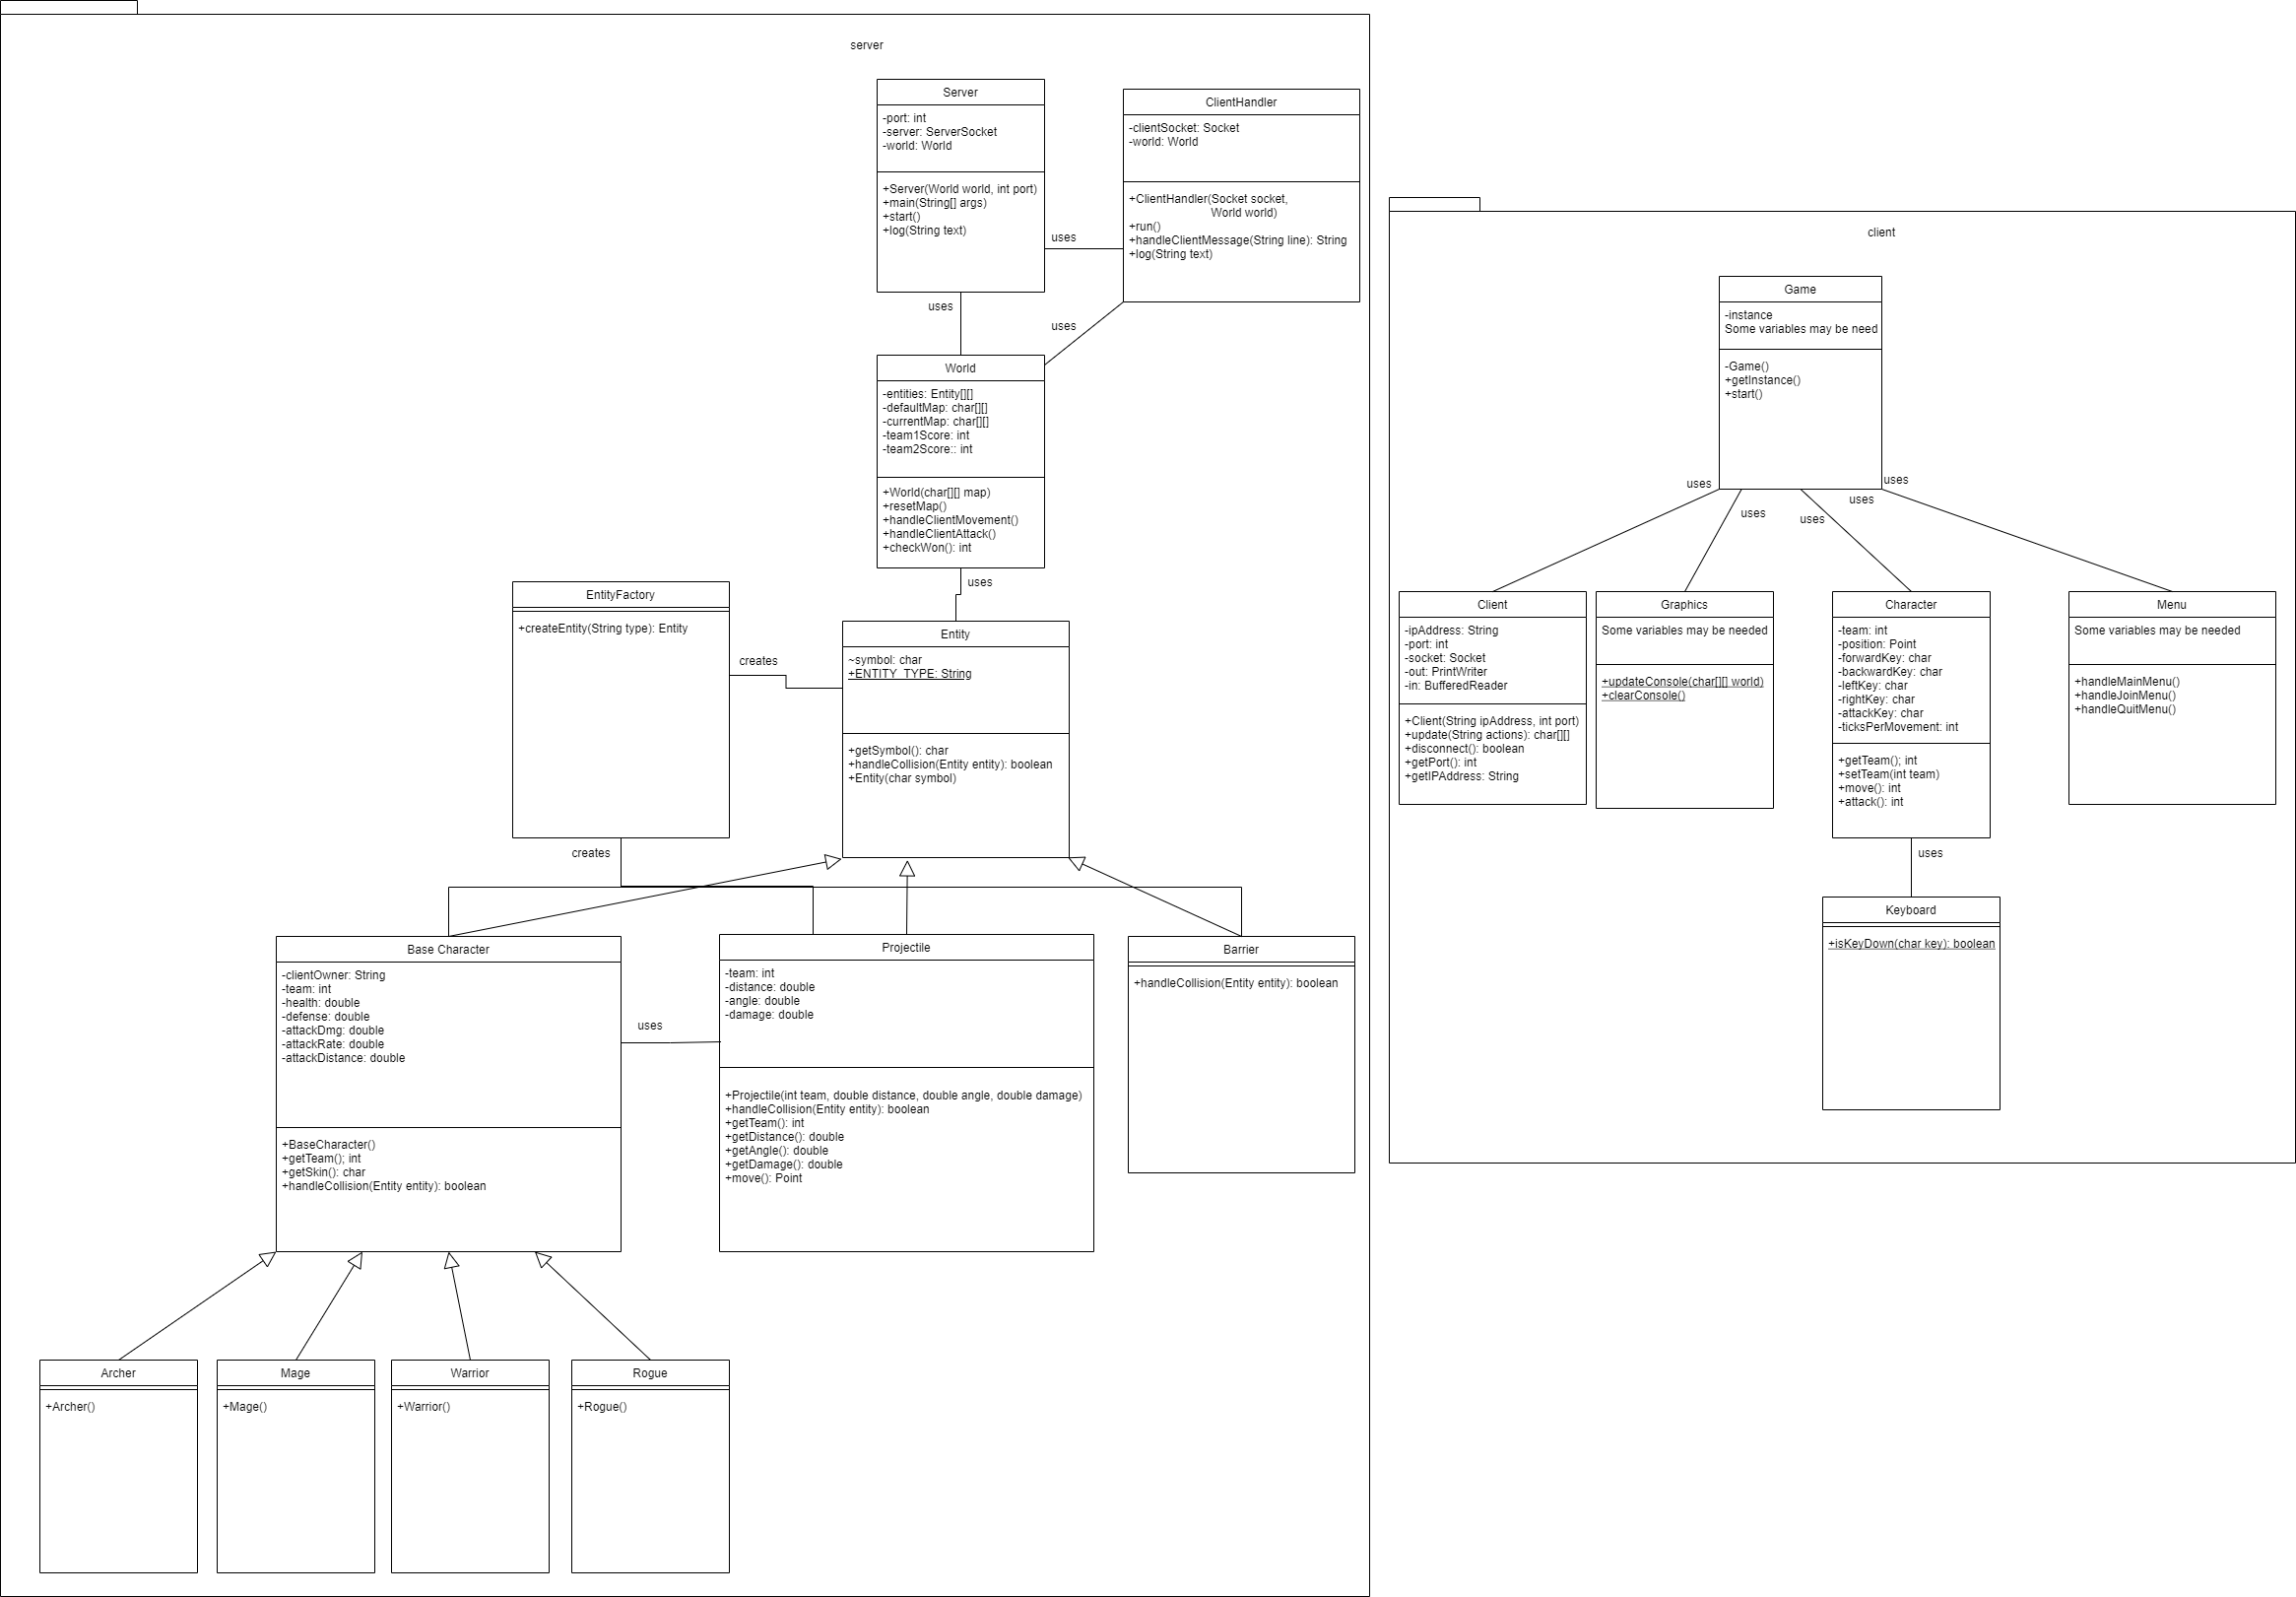 server
Server
-port: int
-server: ServerSocket
-world: World
+Server(World world, int port)
+main(String[] args)
+start()
+log(String text)
uses
ClientHandler
-clientSocket: Socket
-world: World
+ClientHandler(Socket socket,
World world)
+run()
+handleClientMessage(String line): String
+log(String text)
uses
uses
World
-entities: Entity[][]
-defaultMap: char[][]
-currentMap: char[][]
-team1Score: int
-team2Score:: int
+World(char[][] map)
+resetMap()
+handleClientMovement()
+handleClientAttack()
+checkWon(): int
uses
EntityFactory
+createEntity(String type): Entity
creates
Entity
~symbol: char
+ENTITY_TYPE: String
+getSymbol(): char
+handleCollision(Entity entity): boolean
+Entity(char symbol)
creates
Base Character
-clientOwner: String
-team: int
-health: double
-defense: double
-attackDmg: double
-attackRate: double
-attackDistance: double
+BaseCharacter()
+getTeam(); int
+getSkin(): char
+handleCollision(Entity entity): boolean
uses
Projectile
-team: int
-distance: double
-angle: double
-damage: double
+Projectile(int team, double distance, double angle, double damage)
+handleCollision(Entity entity): boolean
+getTeam(): int
+getDistance(): double
+getAngle(): double
+getDamage(): double
+move(): Point
Barrier
+handleCollision(Entity entity): boolean
Archer
+Archer()
Mage
+Mage()
Warrior
+Warrior()
Rogue
+Rogue()
client
Game
-instance
Some variables may be need
-Game()
+getInstance()
+start()
uses
uses
uses
uses
uses
Client
-ipAddress: String
-port: int
-socket: Socket
-out: PrintWriter
-in: BufferedReader
+Client(String ipAddress, int port)
+update(String actions): char[][]
+disconnect(): boolean
+getPort(): int
+getIPAddress: String
Graphics
Some variables may be needed
+updateConsole(char[][] world)
+clearConsole()
Character
-team: int
-position: Point
-forwardKey: char
-backwardKey: char
-leftKey: char
-rightKey: char
-attackKey: char
-ticksPerMovement: int
+getTeam(); int
+setTeam(int team)
+move(): int
+attack(): int
Menu
Some variables may be needed
+handleMainMenu()
+handleJoinMenu()
+handleQuitMenu()
uses
Keyboard
+isKeyDown(char key): boolean